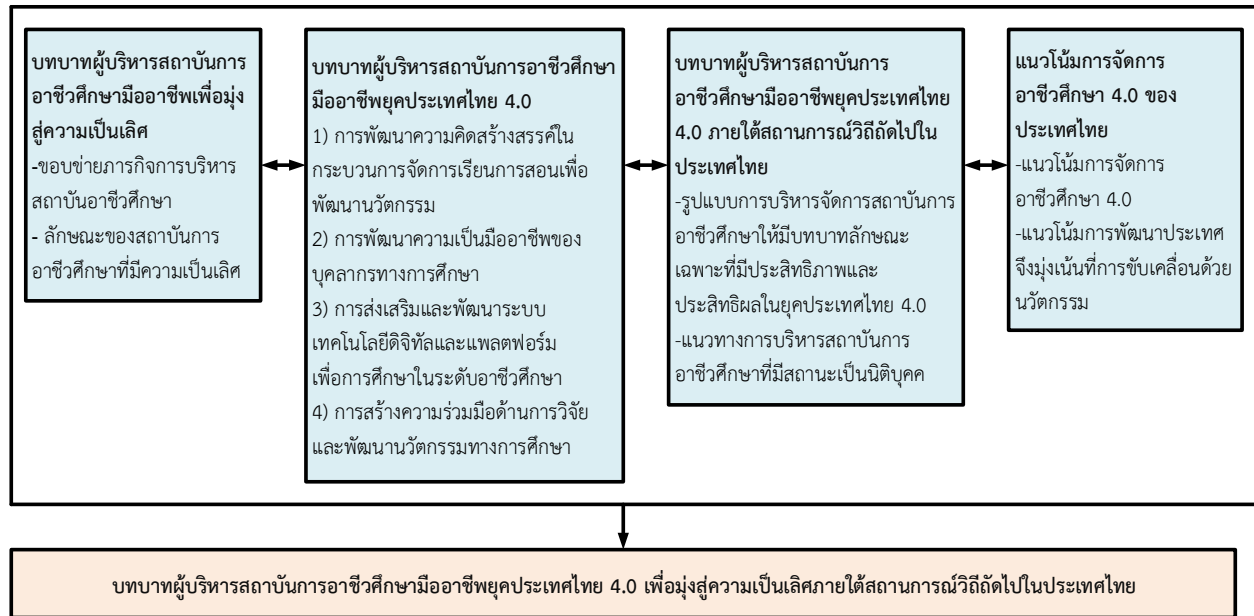 บทบาทผู้บริหารสถาบันการ
อาชีวศึกษามืออาชีพเพื่อมุ่ง
สู่ความเป็นเลิศ
-ขอบข่ายภารกิจการบริหาร
สถาบันอาชีวศึกษา
- ลักษณะของสถาบันการ
อาชีวศึกษาที่มีความเป็นเลิศ
บทบาทผู้บริหารสถาบันการอาชีวศึกษา
มืออาชีพยุคประเทศไทย 4.0
1) การพัฒนาความคิดสร้างสรรค์ใน
กระบวนการจัดการเรียนการสอนเพื่อ
พัฒนานวัตกรรม
2) การพัฒนาความเป็นมืออาชีพของ
บุคลากรทางการศึกษา
3) การส่งเสริมและพัฒนาระบบ
เทคโนโลยีดิจิทัลและแพลตฟอร์ม
เพื่อการศึกษาในระดับอาชีวศึกษา
4) การสร้างความร่วมมือด้านการวิจัย
และพัฒนานวัตกรรมทางการศึกษา
บทบาทผู้บริหารสถาบันการ
อาชีวศึกษามืออาชีพยุคประเทศไทย
4.0 ภายใต้สถานการณ์วิถีถัดไปใน
ประเทศไทย
-รูปแบบการบริหารจัดการสถาบันการ
อาชีวศึกษาให้มีบทบาทลักษณะ
เฉพาะที่มีประสิทธิภาพและ
ประสิทธิผลในยุคประเทศไทย 4.0
-แนวทางการบริหารสถาบันการ
อาชีวศึกษาที่มีสถานะเป็นนิติบุคค
แนวโน้มการจัดการ
อาชีวศึกษา 4.0 ของ
ประเทศไทย
-แนวโน้มการจัดการ
อาชีวศึกษา 4.0
-แนวโน้มการพัฒนาประเทศ
จึงมุ่งเน้นที่การขับเคลื่อนด้วย
นวัตกรรม
บทบาทผู้บริหารสถาบันการอาชีวศึกษามืออาชีพยุคประเทศไทย 4.0 เพื่อมุ่งสู่ความเป็นเลิศภายใต้สถานการณ์วิถีถัดไปในประเทศไทย